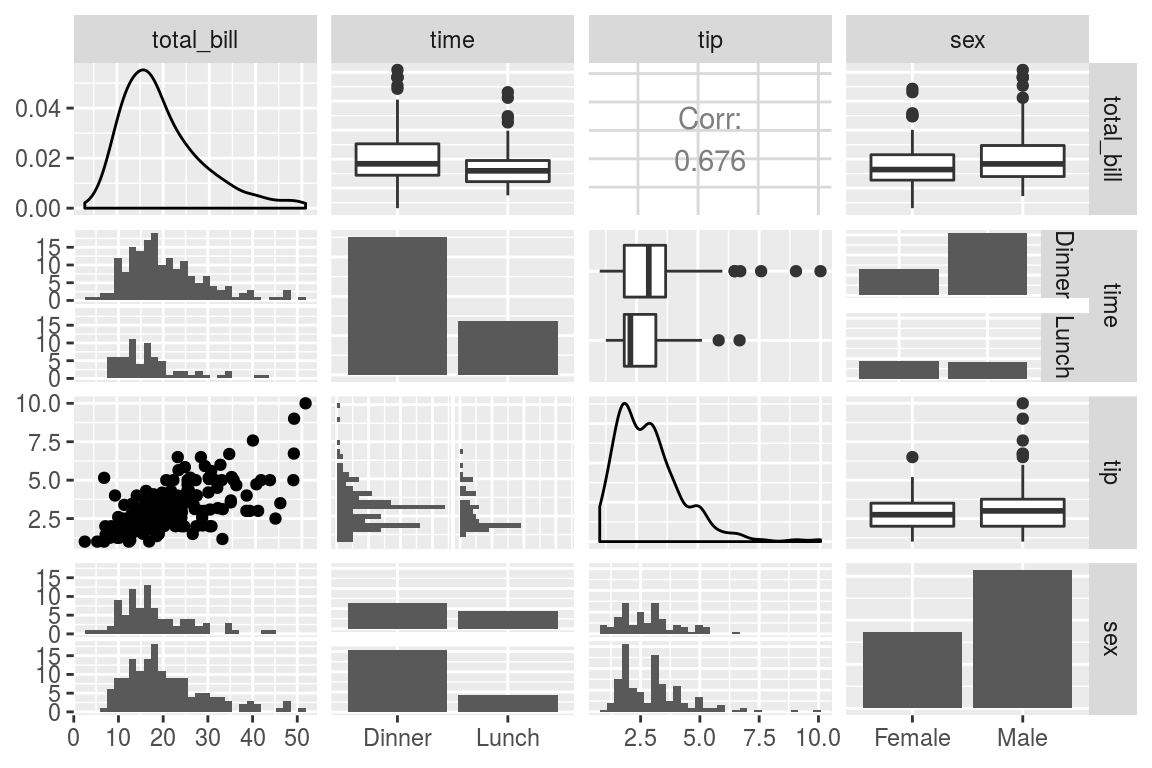 total_bill time tip sex
0.04
0.02
0.00
Corr:
0.676
total_bill
15
10
5
0
15
10
5
0
Dinner
Lunch
time
10.0
7.5
5.0
2.5
tip
15
10
5
0
15
10
5
0
sex
0 10 20 30 40 50 Dinner Lunch 2.5 5.0 7.5 10.0 Female Male